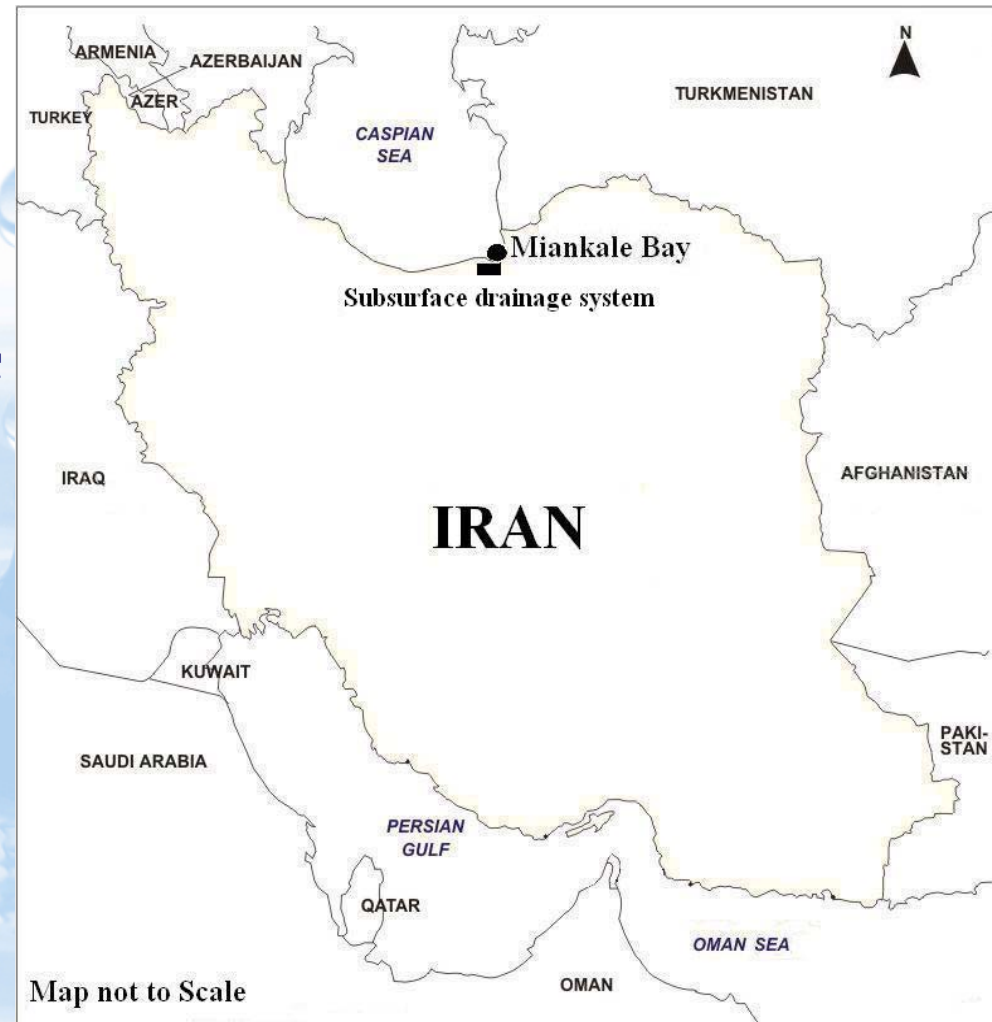 N
ARMENIA
AZERBAIJAN
AZER
TURKEY
TURKMENISTAN
CASPIAN
SEA
Miankale Bay
Subsurface drainage system
IRAQ
AFGHANISTAN
IRAN
KUWAIT
SAUDI ARABIA
PAKI-
STAN
PERSIAN
GULF
QATAR
OMAN SEA
OMAN
Map not to Scale